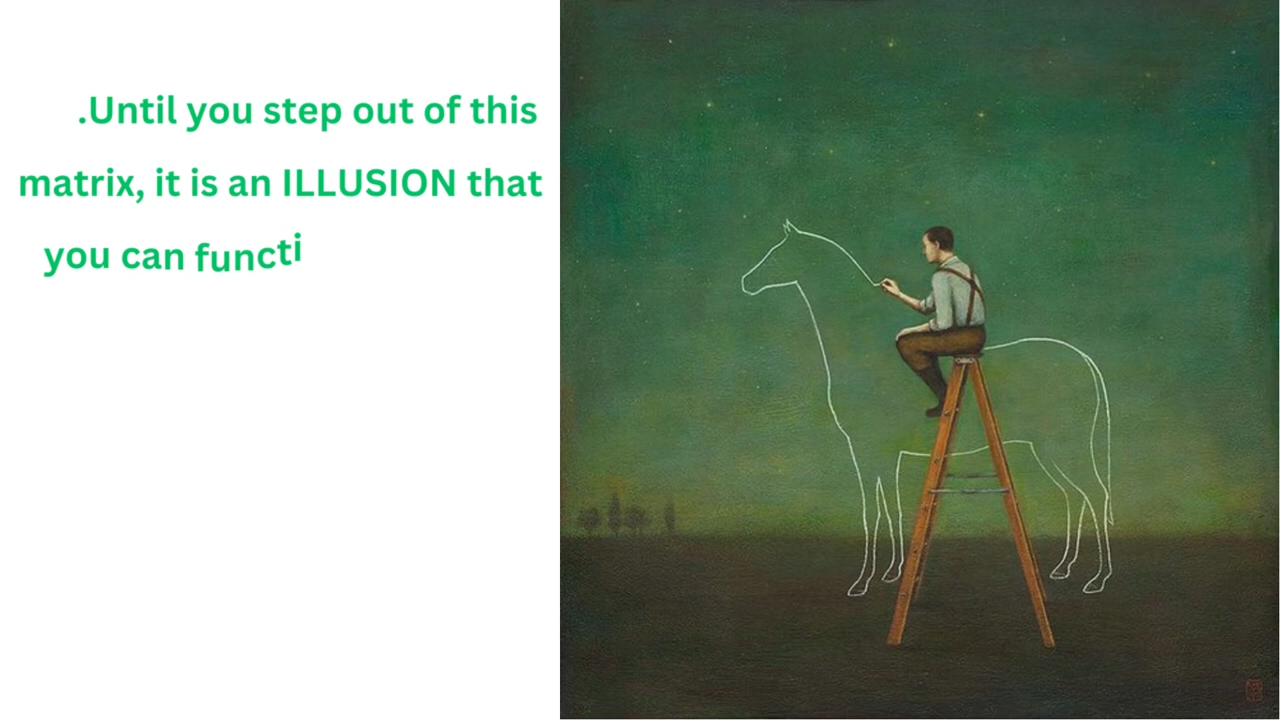 .Until you step out of this
matrix, it is an ILLUSION that
you can functi